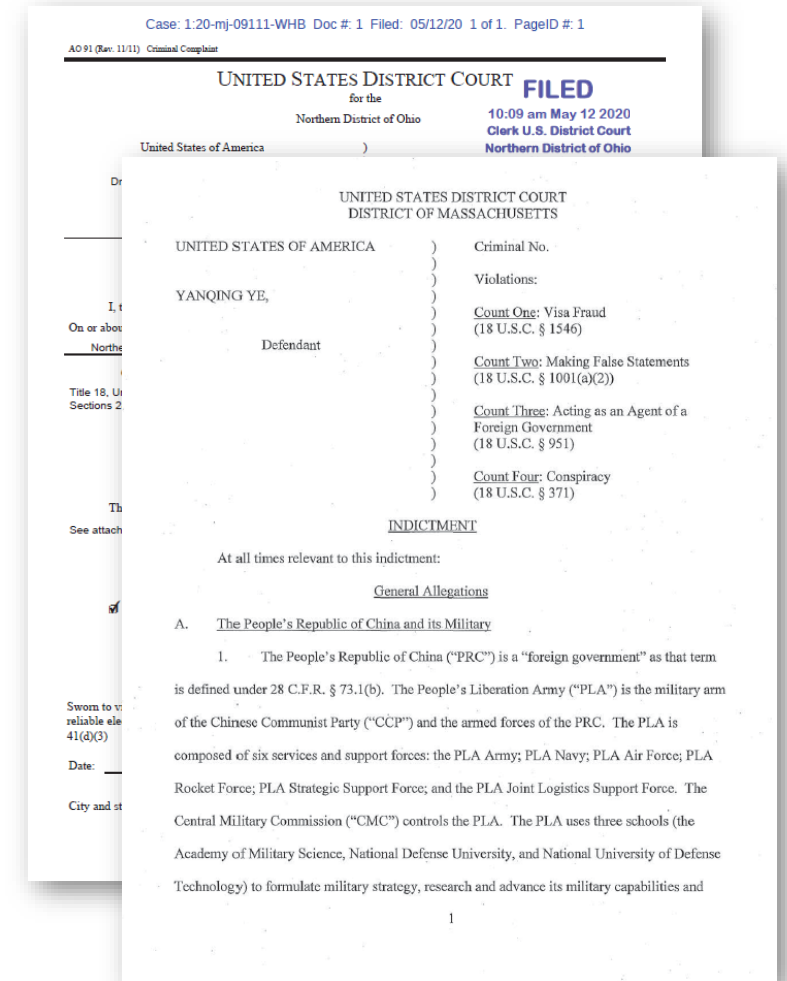 Case: 1:20-mj-09111-WHB Doc #: 1 Filed: 05/12/20 1 of 1. PageID #: 1
AO 91 (Rev. 11/11) Criminal Complaint
UNITED STATES DISTRICT COURT
for the
Northern District of Ohio
FILED
10:09 am May 12 2020
Clerk U.S. District Court
Northern District of Ohio
United States of America )
Dr
I, t
On or abou
Northe
Title 18, Un
Sections 2
Th
See attach
Sworn to v
reliable ele
41(d)(3)
Date:
City and st
UNITED STATES DISTRICT COURT
DISTRICT OF MASSACHUSETTS
UNITED STATES OF AMERICA ) Criminal No.
)
) Violations:
YANQING YE, )
) Count One: Visa Fraud
) (18 U.S.C. § 1546)
Defendant )
) Count Two: Making False Statements
) (18 U.S.C. § 1001(a)(2))
)
) Count Three: Acting as an Agent of a
) Foreign Government
) (18 U.S.C. § 951)
)
) Count Four: Conspiracy
) (18 U.S.C. § 371)
INDICTMENT
At all times relevant to this indictment:
General Allegations
A. The People's Republic of China and its Military
1. The People's Republic of China (“PRC”) is a “foreign government” as that term
is defined under 28 C.F.R. § 73.1(b). The People's Liberation Army (“PLA”) is the military arm
of the Chinese Communist Party (“CCP”) and the armed forces of the PRC. The PLA is
composed of six services and support forces: the PLA Army; PLA Navy; PLA Air Force; PLA
Rocket Force; PLA Strategic Support Force; and the PLA Joint Logistics Support Force. The
Central Military Commission (“CMC”) controls the PLA. The PLA uses three schools (the
Academy of Military Science, National Defense University, and National University of Defense
Technology) to formulate military strategy, research and advance its military capabilities and
1